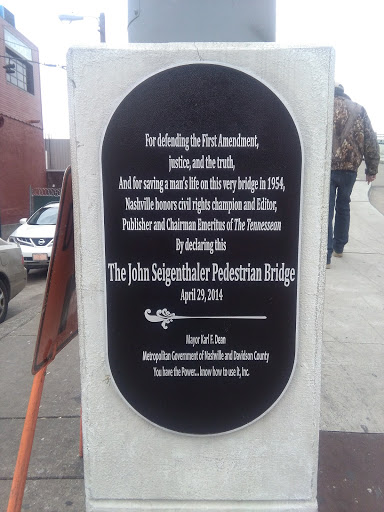 For defending the First Amendment,
justice, and the truth,
And for saving a man's life on this very bridge in 1954,
Nashville honors civil rights champion and Editor,
Publisher and Chairman Emeritus of The Tennessean
By declaring this
The John Seigenthaler Pedestrian Bridge
April 29, 2014
Mayor Karl F. Dean
Metropolitan Government of Nashville and Davidson County
You have the Power... know how to use it, Inc.